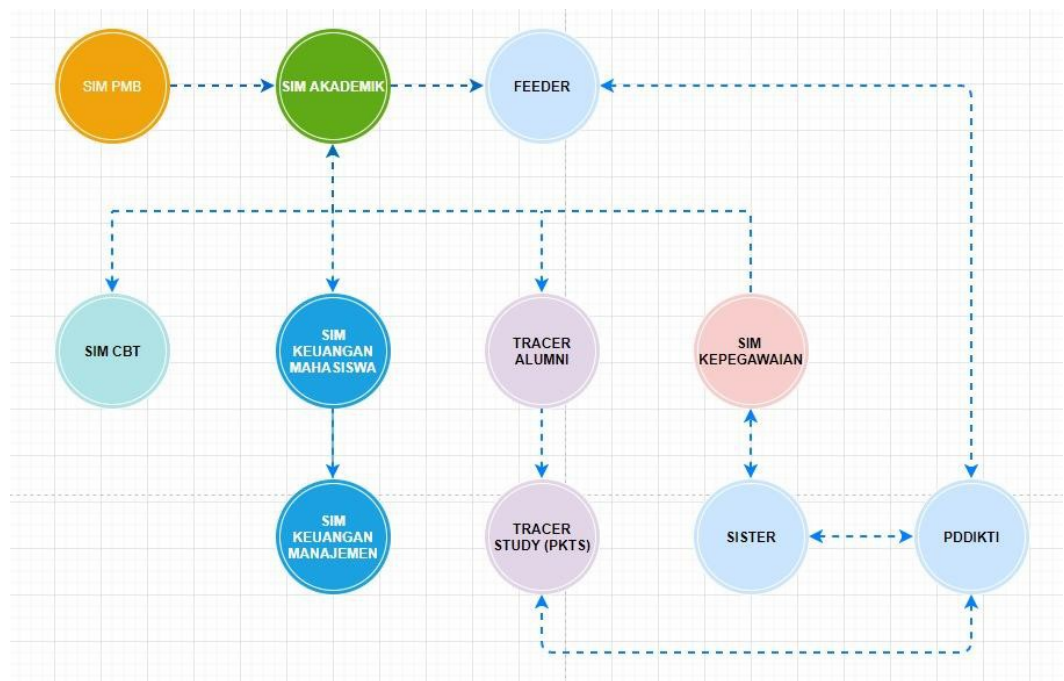 SIM PMB
SIM AKADEMIK
FEEDER
SIM CBT
SIM
KEUANGAN
MAHASISWA
TRACER
ALUMNI
SIM
KEPEGAWAIAN
SIM
KEUANGAN
MANAJEMEN
TRACER
STUDY (PKTS)
SISTER
PDDIKTI